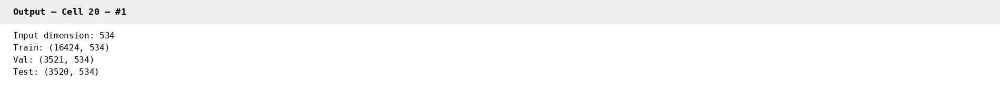 Output — Cell 20 — #1
Input dimension: 534
Train: (16424, 534)
Val: (3521, 534)
Test: (3520, 534)